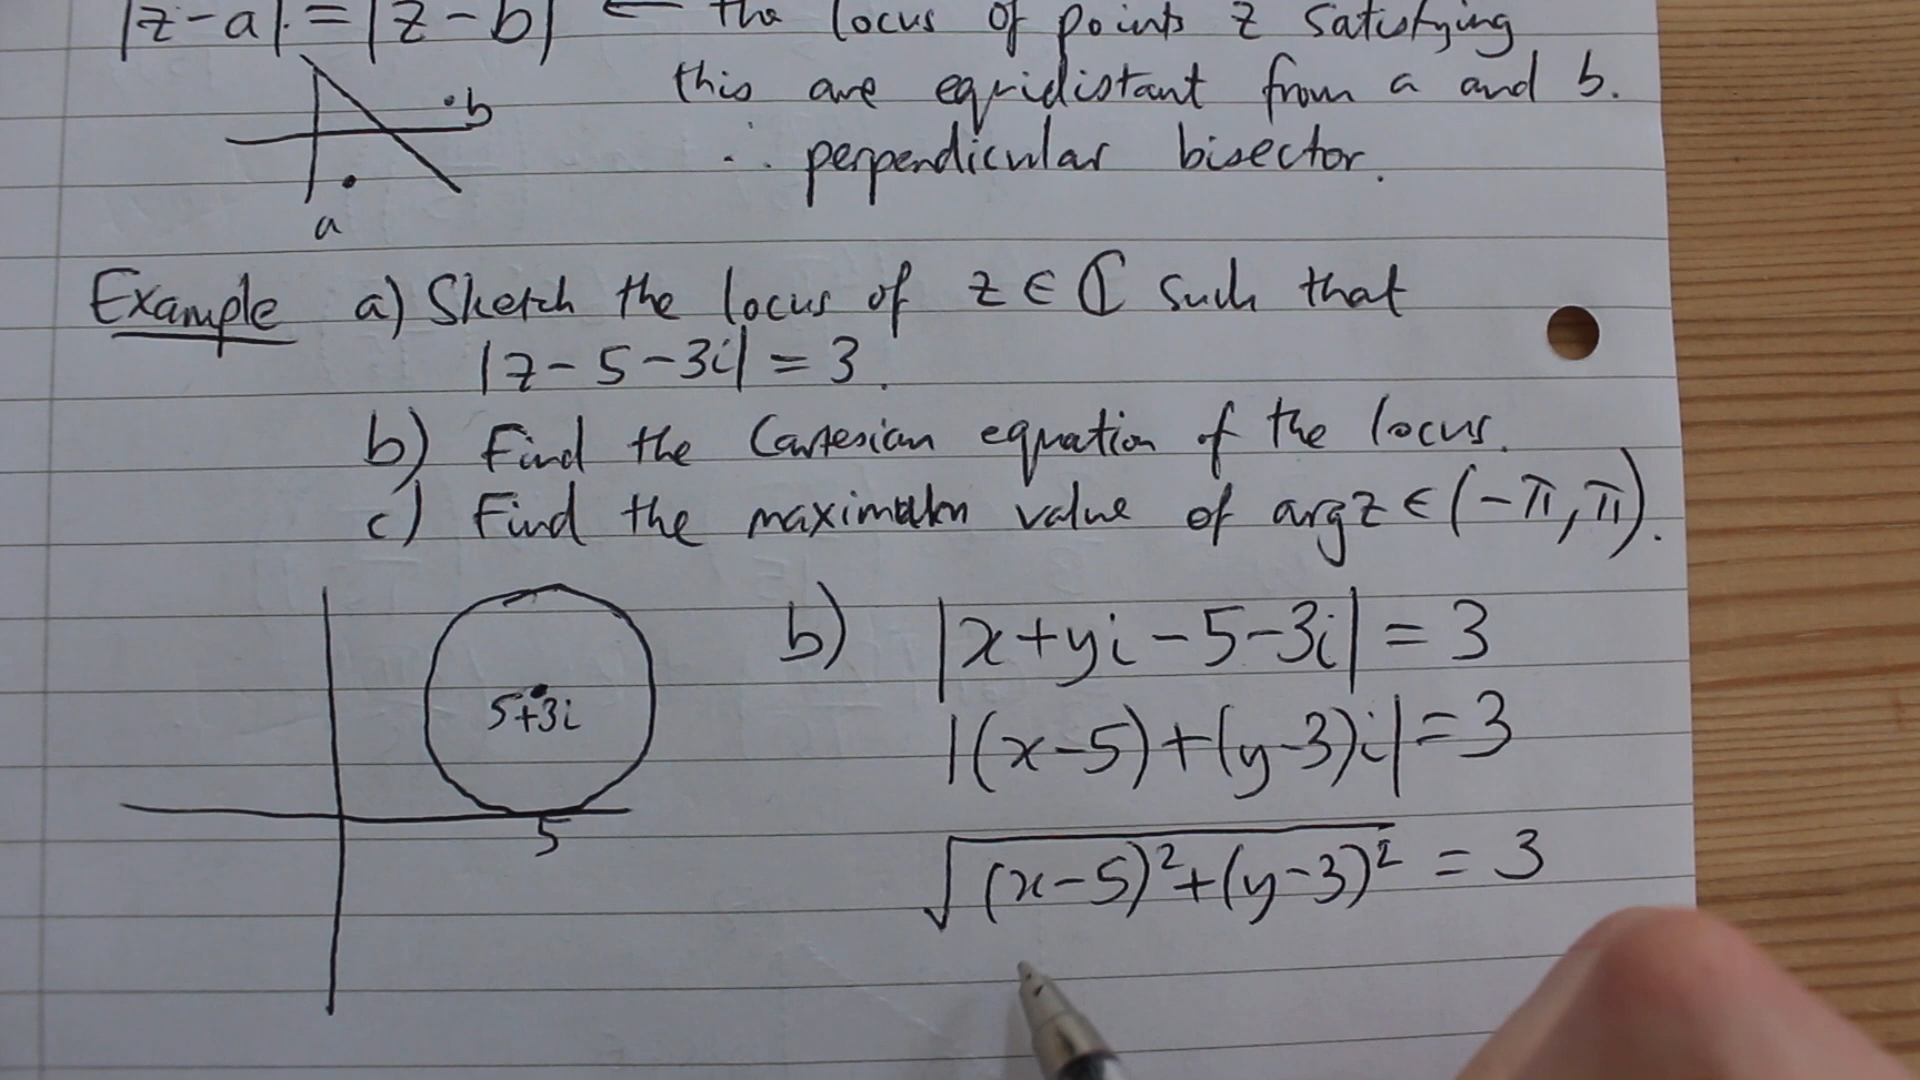 |z-a| = |z-b| ← the locus of points z satisfying
this are equidistant from a and b.
b
∴ perpendicular bisector.
a
Example a) Sketch the locus of z ∈ ℂ such that
|z-5-3i| = 3.
b) Find the Cartesian equation of the locus.
c) Find the maximum value of arg z ∈ (-π, π).
b) |x+yi-5-3i| = 3
5+3i
|(x-5)+(y-3)i| = 3
5
√((x-5)²+(y-3)²) = 3